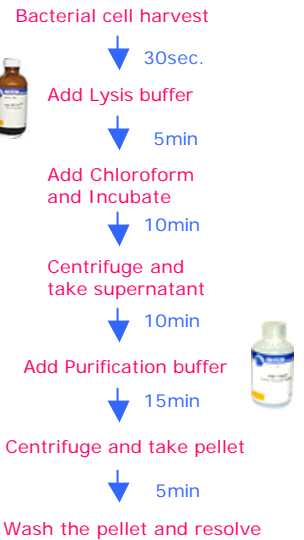 Bacterial cell harvest
30sec.
Add Lysis buffer
5min
Add Chloroform
and Incubate
10min
Centrifuge and
take supernatant
10min
Add Purification buffer
15min
Centrifuge and take pellet
5min
Wash the pellet and resolve